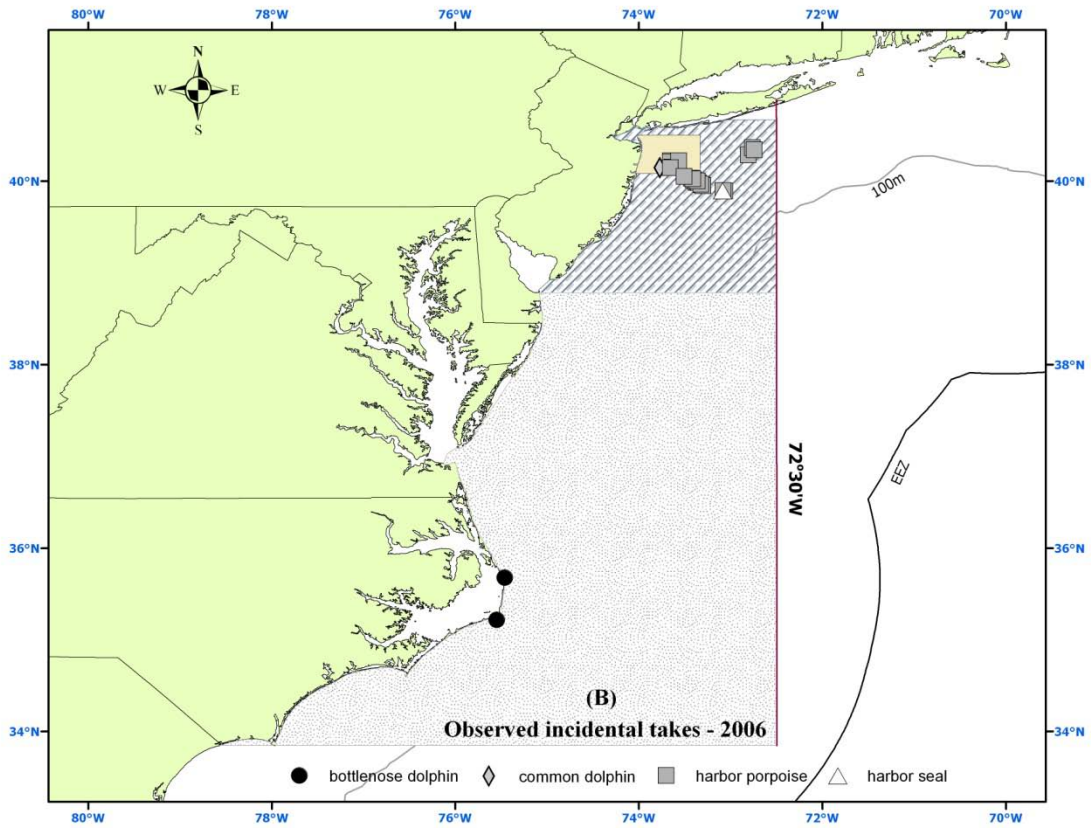 80°W 78°W 76°W 74°W 72°W 70°W
N
W E
S
40°N 40°N
100m
38°N 38°N
72°30'W
EEZ
36°N 36°N
34°N 34°N
(B)
Observed incidental takes - 2006
bottlenose dolphin common dolphin harbor porpoise harbor seal
80°W 78°W 76°W 74°W 72°W 70°W